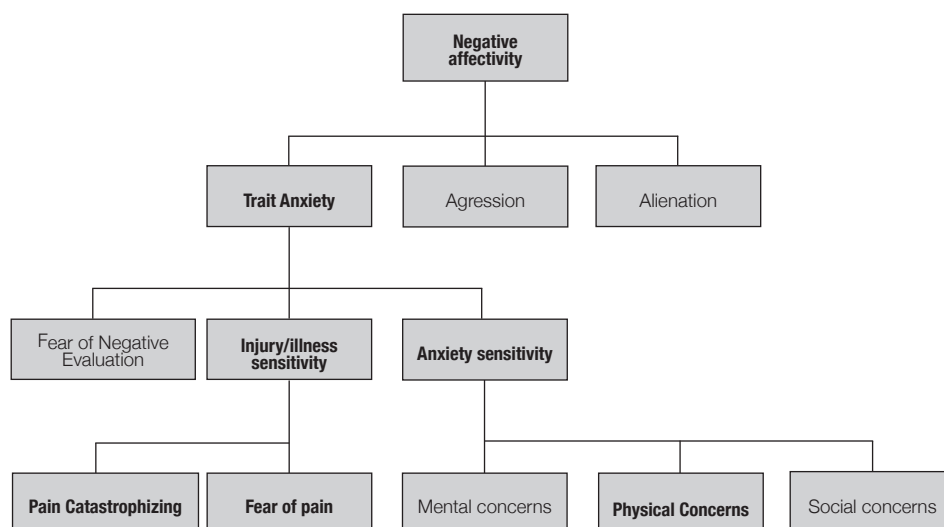 Negative
affectivity
Trait Anxiety
Agression
Alienation
Fear of Negative
Evaluation
Injury/illness
sensitivity
Anxiety sensitivity
Pain Catastrophizing
Fear of pain
Mental concerns
Physical Concerns
Social concerns